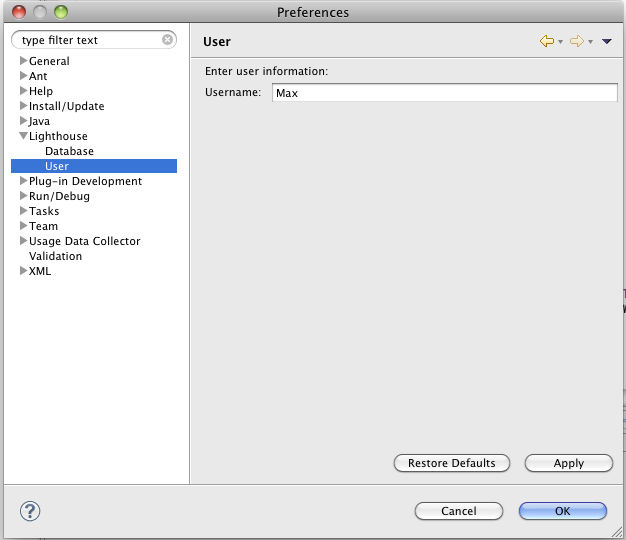 Preferences
type filter text
General
Ant
Help
Install/Update
Java
Lighthouse
Database
User
Plug-in Development
Run/Debug
Tasks
Team
Usage Data Collector
Validation
XML
User
Enter user information:
Username: Max
Restore Defaults Apply
? Cancel OK